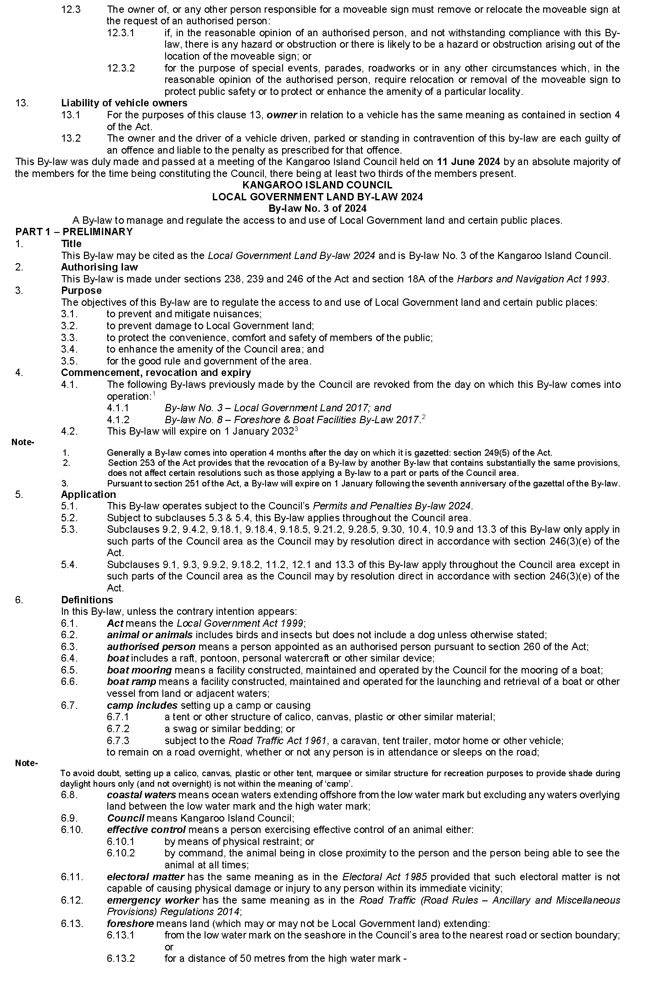 12.3 The owner of, or any other person responsible for a moveable sign must remove or relocate the moveable sign at
the request of an authorised person:
12.3.1 if, in the reasonable opinion of an authorised person, and not withstanding compliance with this By-
law, there is any hazard or obstruction or there is likely to be a hazard or obstruction arising out of the
location of the moveable sign; or
12.3.2 for the purpose of special events, parades, roadworks or in any other circumstances which, in the
reasonable opinion of the authorised person, require relocation or removal of the moveable sign to
protect public safety or to protect or enhance the amenity of a particular locality.
13. Liability of vehicle owners
13.1 For the purposes of this clause 13, owner in relation to a vehicle has the same meaning as contained in section 4
of the Act.
13.2 The owner and the driver of a vehicle driven, parked or standing in contravention of this by-law are each guilty of
an offence and liable to the penalty as prescribed for that offence.
This By-law was duly made and passed at a meeting of the Kangaroo Island Council held on 11 June 2024 by an absolute majority of
the members for the time being constituting the Council, there being at least two thirds of the members present.
KANGAROO ISLAND COUNCIL
LOCAL GOVERNMENT LAND BY-LAW 2024
By-law No. 3 of 2024
A By-law to manage and regulate the access to and use of Local Government land and certain public places.
PART 1 – PRELIMINARY
1. Title
This By-law may be cited as the Local Government Land By-law 2024 and is By-law No. 3 of the Kangaroo Island Council.
2. Authorising law
This By-law is made under sections 238, 239 and 246 of the Act and section 18A of the Harbors and Navigation Act 1993.
3. Purpose
The objectives of this By-law are to regulate the access to and use of Local Government land and certain public places:
3.1. to prevent and mitigate nuisances;
3.2. to prevent damage to Local Government land;
3.3. to protect the convenience, comfort and safety of members of the public;
3.4. to enhance the amenity of the Council area; and
3.5. for the good rule and government of the area.
4. Commencement, revocation and expiry
4.1. The following By-laws previously made by the Council are revoked from the day on which this By-law comes into
operation:1
4.1.1 By-law No. 3 – Local Government Land 2017; and
4.1.2 By-law No. 8 – Foreshore & Boat Facilities By-Law 2017.2
4.2. This By-law will expire on 1 January 20323
Note-
1. Generally a By-law comes into operation 4 months after the day on which it is gazetted: section 249(5) of the Act.
2. Section 253 of the Act provides that the revocation of a By-law by another By-law that contains substantially the same provisions,
does not affect certain resolutions such as those applying a By-law to a part or parts of the Council area.
3. Pursuant to section 251 of the Act, a By-law will expire on 1 January following the seventh anniversary of the gazettal of the By-law.
5. Application
5.1. This By-law operates subject to the Council’s Permits and Penalties By-law 2024.
5.2. Subject to subclauses 5.3 & 5.4, this By-law applies throughout the Council area.
5.3. Subclauses 9.2, 9.4.2, 9.18.1, 9.18.4, 9.18.5, 9.21.2, 9.28.5, 9.30, 10.4, 10.9 and 13.3 of this By-law only apply in
such parts of the Council area as the Council may by resolution direct in accordance with section 246(3)(e) of the
Act.
5.4. Subclauses 9.1, 9.3, 9.9.2, 9.18.2, 11.2, 12.1 and 13.3 of this By-law apply throughout the Council area except in
such parts of the Council area as the Council may by resolution direct in accordance with section 246(3)(e) of the
Act.
6. Definitions
In this By-law, unless the contrary intention appears:
6.1. Act means the Local Government Act 1999;
6.2. animal or animals includes birds and insects but does not include a dog unless otherwise stated;
6.3. authorised person means a person appointed as an authorised person pursuant to section 260 of the Act;
6.4. boat includes a raft, pontoon, personal watercraft or other similar device;
6.5. boat mooring means a facility constructed, maintained and operated by the Council for the mooring of a boat;
6.6. boat ramp means a facility constructed, maintained and operated for the launching and retrieval of a boat or other
vessel from land or adjacent waters;
6.7. camp includes setting up a camp or causing
6.7.1 a tent or other structure of calico, canvas, plastic or other similar material;
6.7.2 a swag or similar bedding; or
6.7.3 subject to the Road Traffic Act 1961, a caravan, tent trailer, motor home or other vehicle;
to remain on a road overnight, whether or not any person is in attendance or sleeps on the road;
Note-
To avoid doubt, setting up a calico, canvas, plastic or other tent, marquee or similar structure for recreation purposes to provide shade during
daylight hours only (and not overnight) is not within the meaning of ‘camp’.
6.8. coastal waters means ocean waters extending offshore from the low water mark but excluding any waters overlying
land between the low water mark and the high water mark;
6.9. Council means Kangaroo Island Council;
6.10. effective control means a person exercising effective control of an animal either:
6.10.1 by means of physical restraint; or
6.10.2 by command, the animal being in close proximity to the person and the person being able to see the
animal at all times;
6.11. electoral matter has the same meaning as in the Electoral Act 1985 provided that such electoral matter is not
capable of causing physical damage or injury to any person within its immediate vicinity;
6.12. emergency worker has the same meaning as in the Road Traffic (Road Rules – Ancillary and Miscellaneous
Provisions) Regulations 2014;
6.13. foreshore means land (which may or may not be Local Government land) extending:
6.13.1 from the low water mark on the seashore in the Council’s area to the nearest road or section boundary;
or
6.13.2 for a distance of 50 metres from the high water mark -